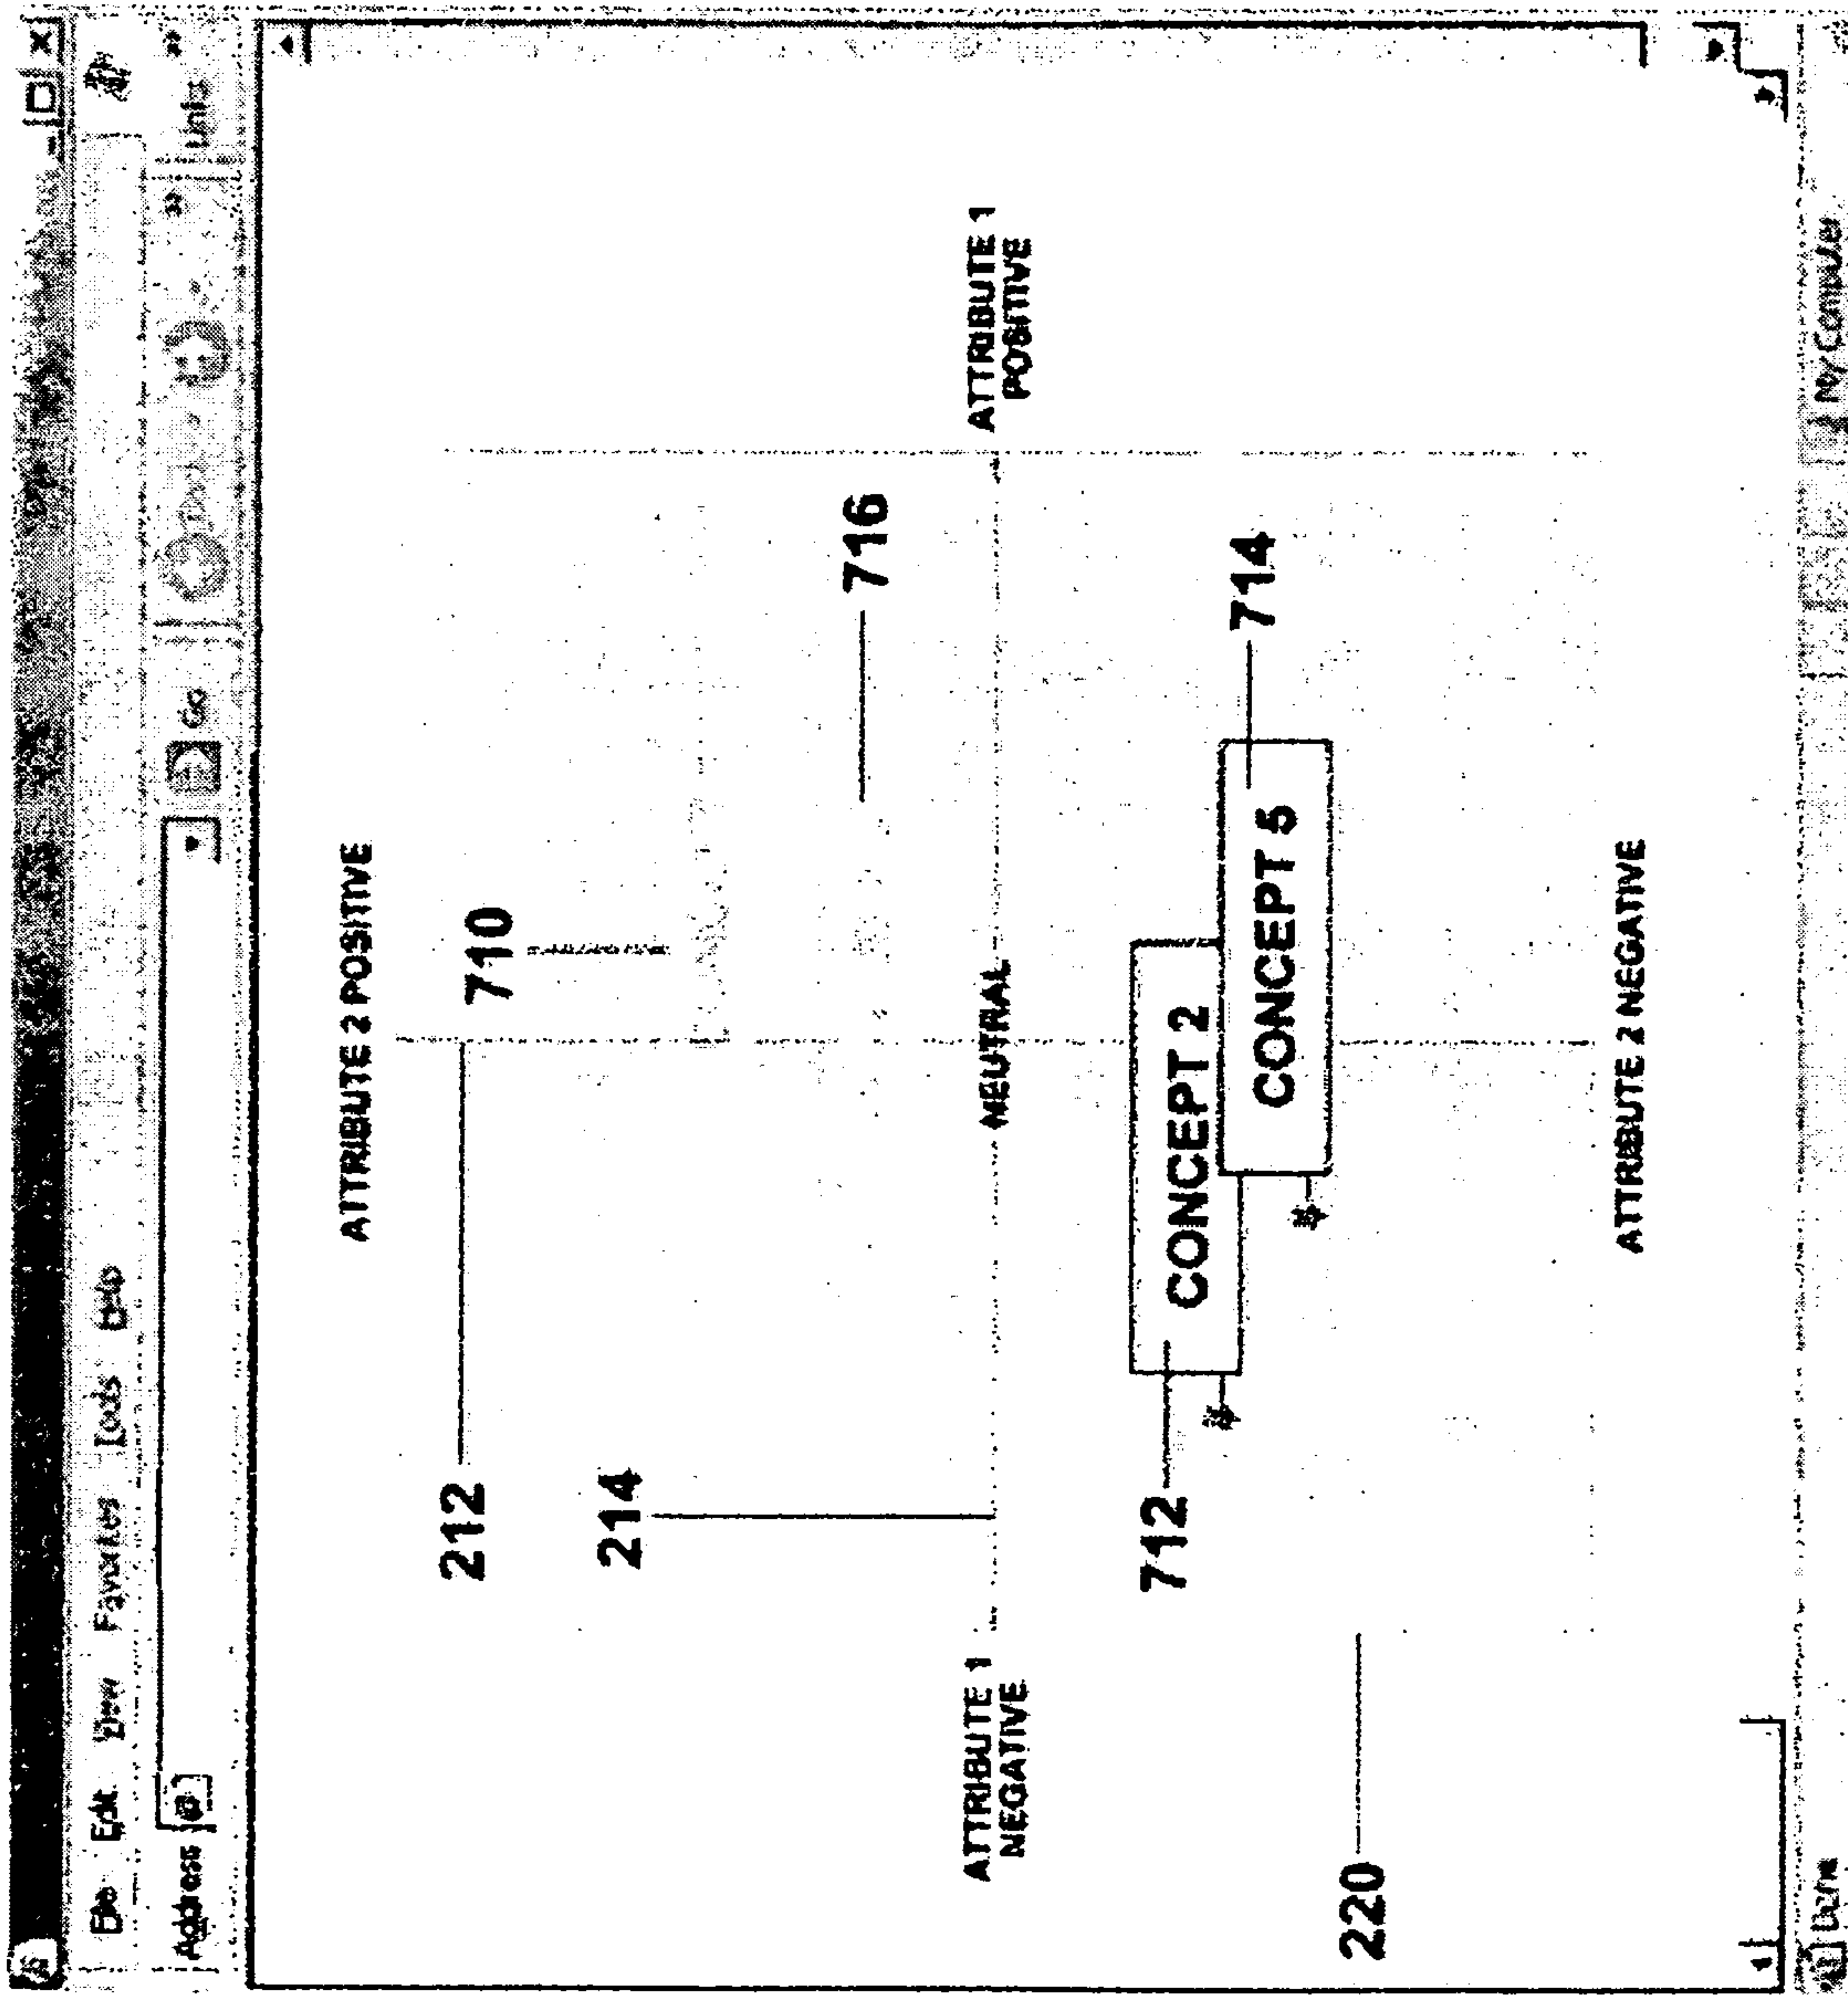 File Edit View Favorites Tools Help
Address Go Back Links
ATTRIBUTE 2 POSITIVE
212
710
214
716
ATTRIBUTE 1
NEGATIVE
NEUTRAL
ATTRIBUTE 1
POSITIVE
712
CONCEPT 2
CONCEPT 5
714
220
ATTRIBUTE 2 NEGATIVE
Done My Computer